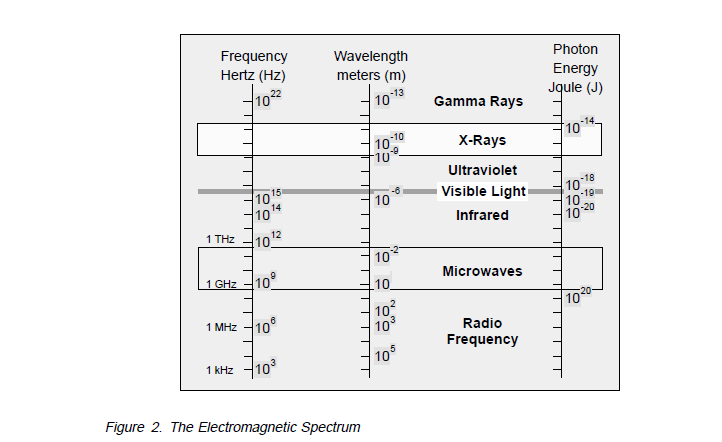 Frequency
Hertz (Hz)
Wavelength
meters (m)
Photon
Energy
Joule (J)
10^22
10^-13
Gamma Rays
10^-14
X-Rays
10^-10
10^-9
Ultraviolet
10^-18
Visible Light
10^15
10^-6
10^-19
10^14
Infrared
10^-20
1 THz
10^12
10^-2
Microwaves
1 GHz
10^9
10
10^20
10^2
1 MHz
10^6
10^3
Radio
Frequency
10^5
1 kHz
10^3
Figure 2. The Electromagnetic Spectrum